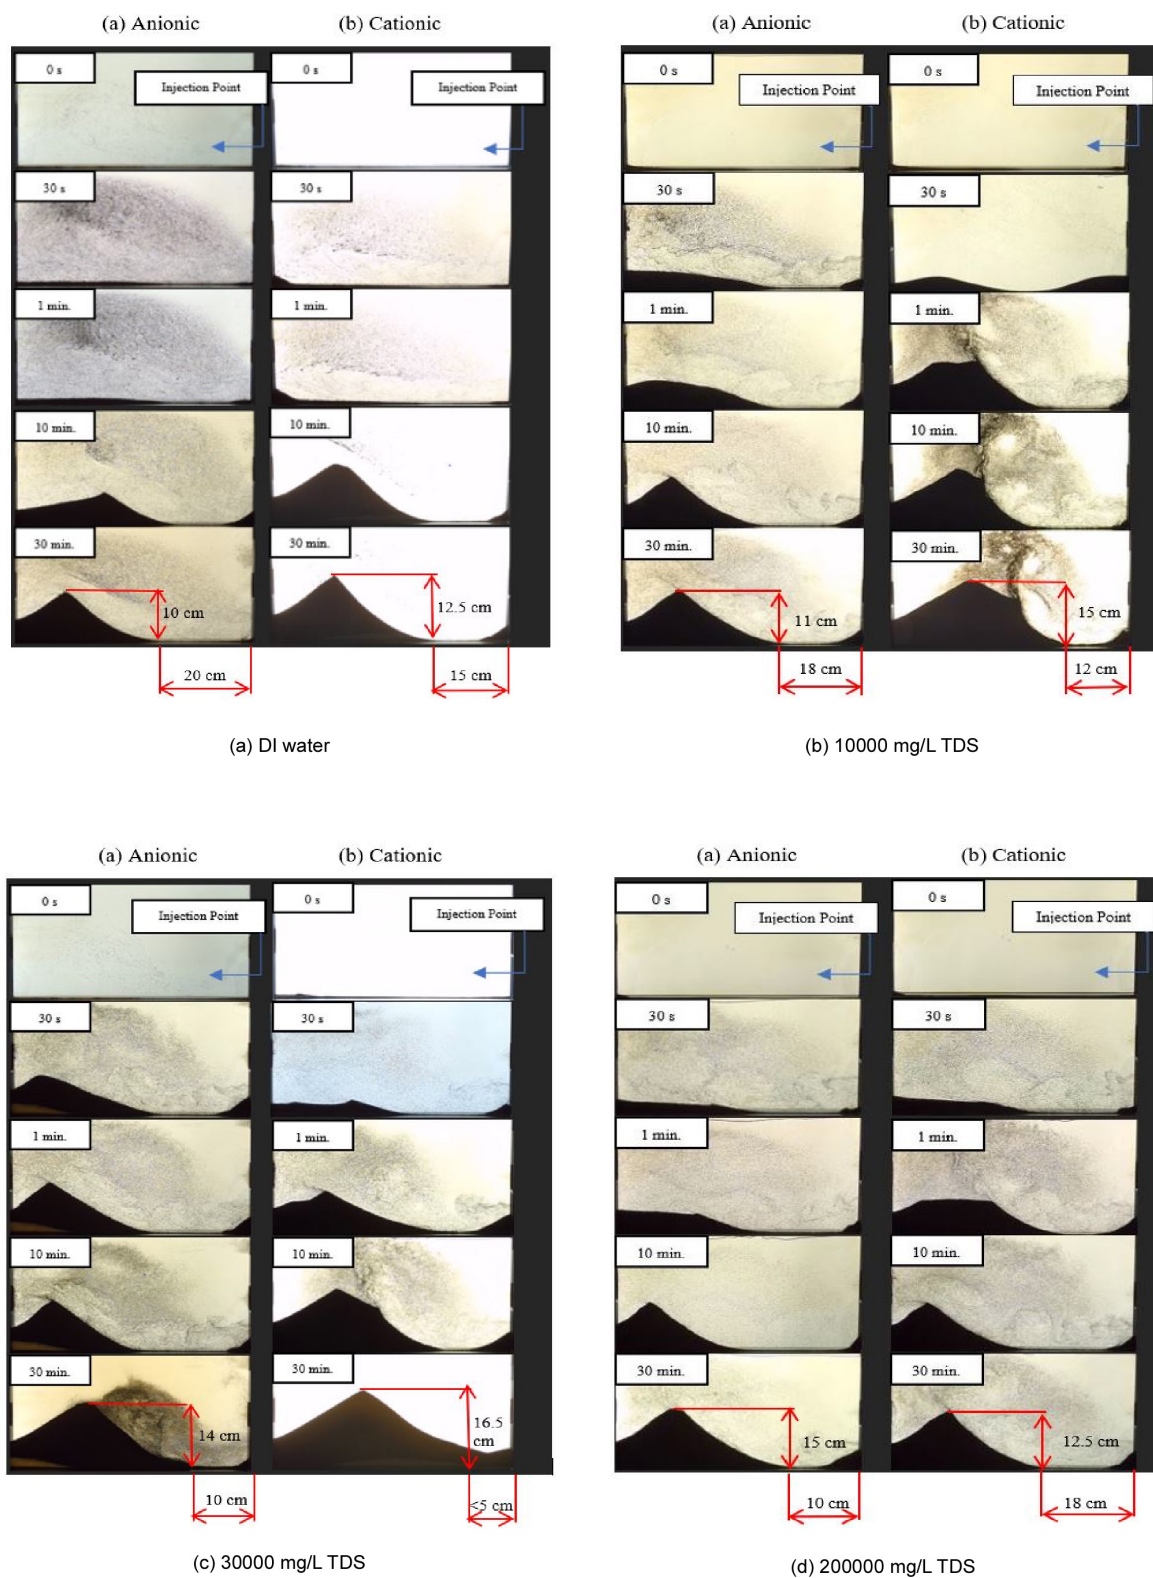 (a) Anionic
(b) Cationic
0 s
Injection Point
0 s
Injection Point
30 s
30 s
1 min.
1 min.
10 min.
10 min.
30 min.
30 min.
10 cm
12.5 cm
20 cm
15 cm
(a) DI water
(a) Anionic
(b) Cationic
0 s
Injection Point
0 s
Injection Point
30 s
30 s
1 min.
1 min.
10 min.
10 min.
30 min.
30 min.
11 cm
15 cm
18 cm
12 cm
(b) 10000 mg/L TDS
(a) Anionic
(b) Cationic
0 s
Injection Point
0 s
Injection Point
30 s
30 s
1 min.
1 min.
10 min.
10 min.
30 min.
30 min.
14 cm
16.5
cm
10 cm
<5 cm
(c) 30000 mg/L TDS
(a) Anionic
(b) Cationic
0 s
Injection Point
0 s
Injection Point
30 s
30 s
1 min.
1 min.
10 min.
10 min.
30 min.
30 min.
15 cm
12.5 cm
10 cm
18 cm
(d) 200000 mg/L TDS